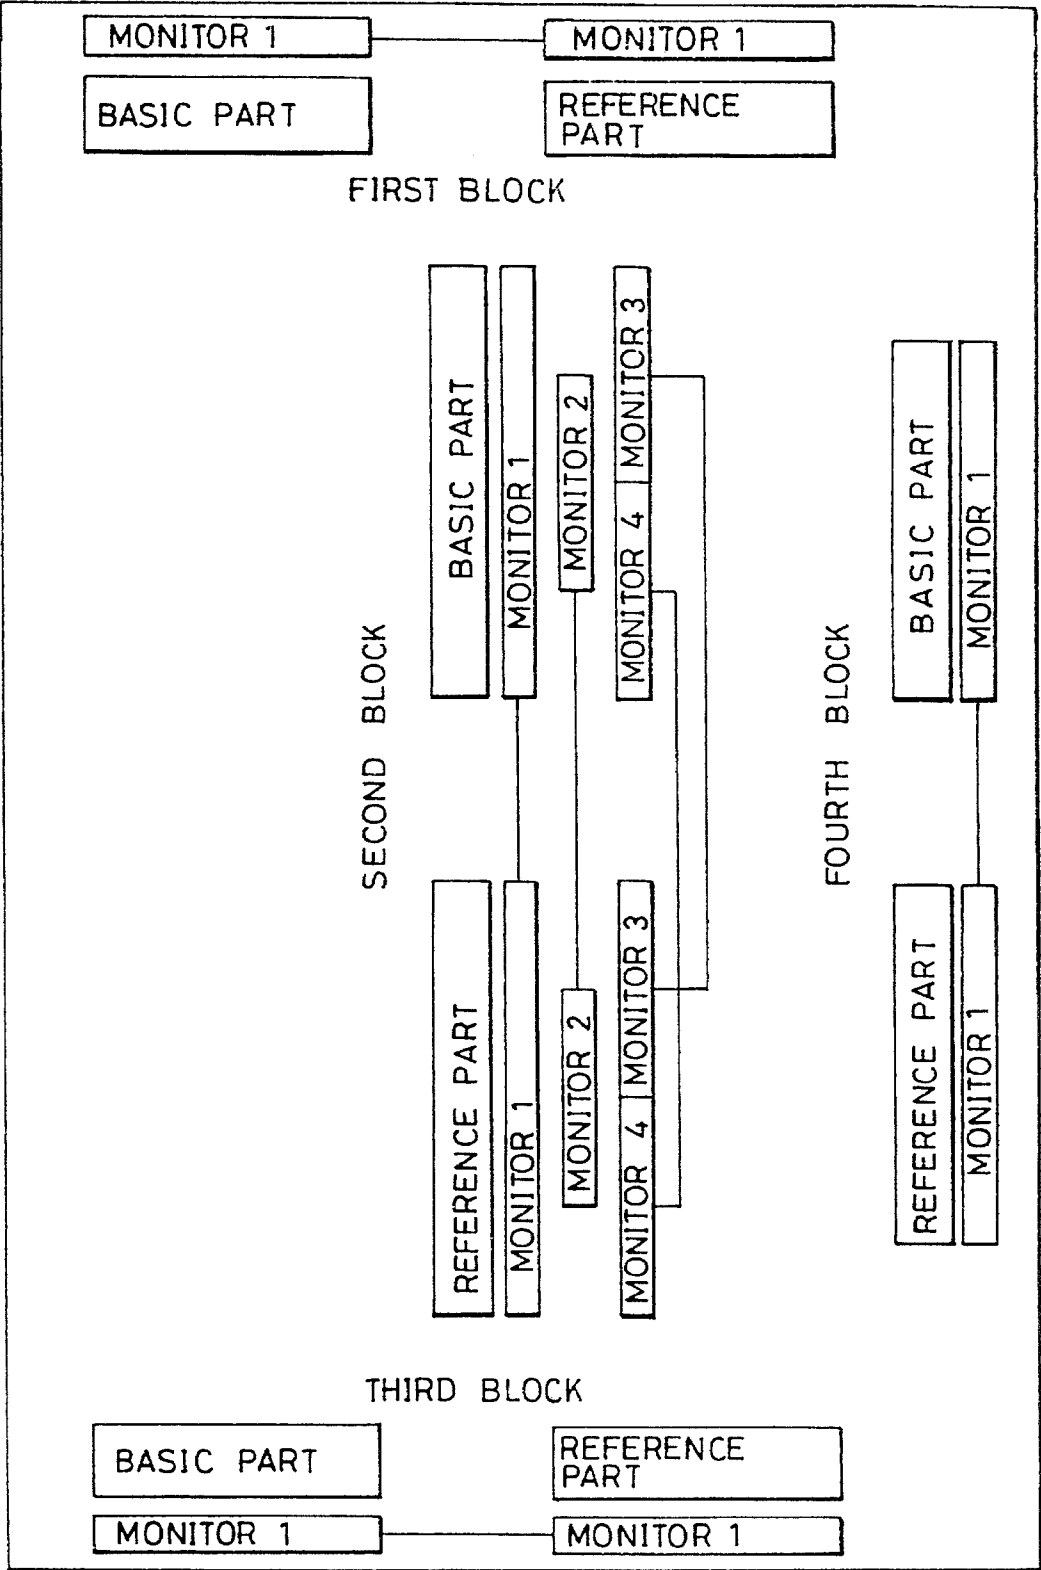 MONITOR 1
MONITOR 1
BASIC PART
REFERENCE
PART
FIRST BLOCK
SECOND BLOCK
BASIC PART
MONITOR 1
MONITOR 2
MONITOR 3
MONITOR 4
REFERENCE PART
MONITOR 1
MONITOR 2
MONITOR 3
MONITOR 4
FOURTH BLOCK
BASIC PART
MONITOR 1
REFERENCE PART
MONITOR 1
THIRD BLOCK
BASIC PART
REFERENCE
PART
MONITOR 1
MONITOR 1